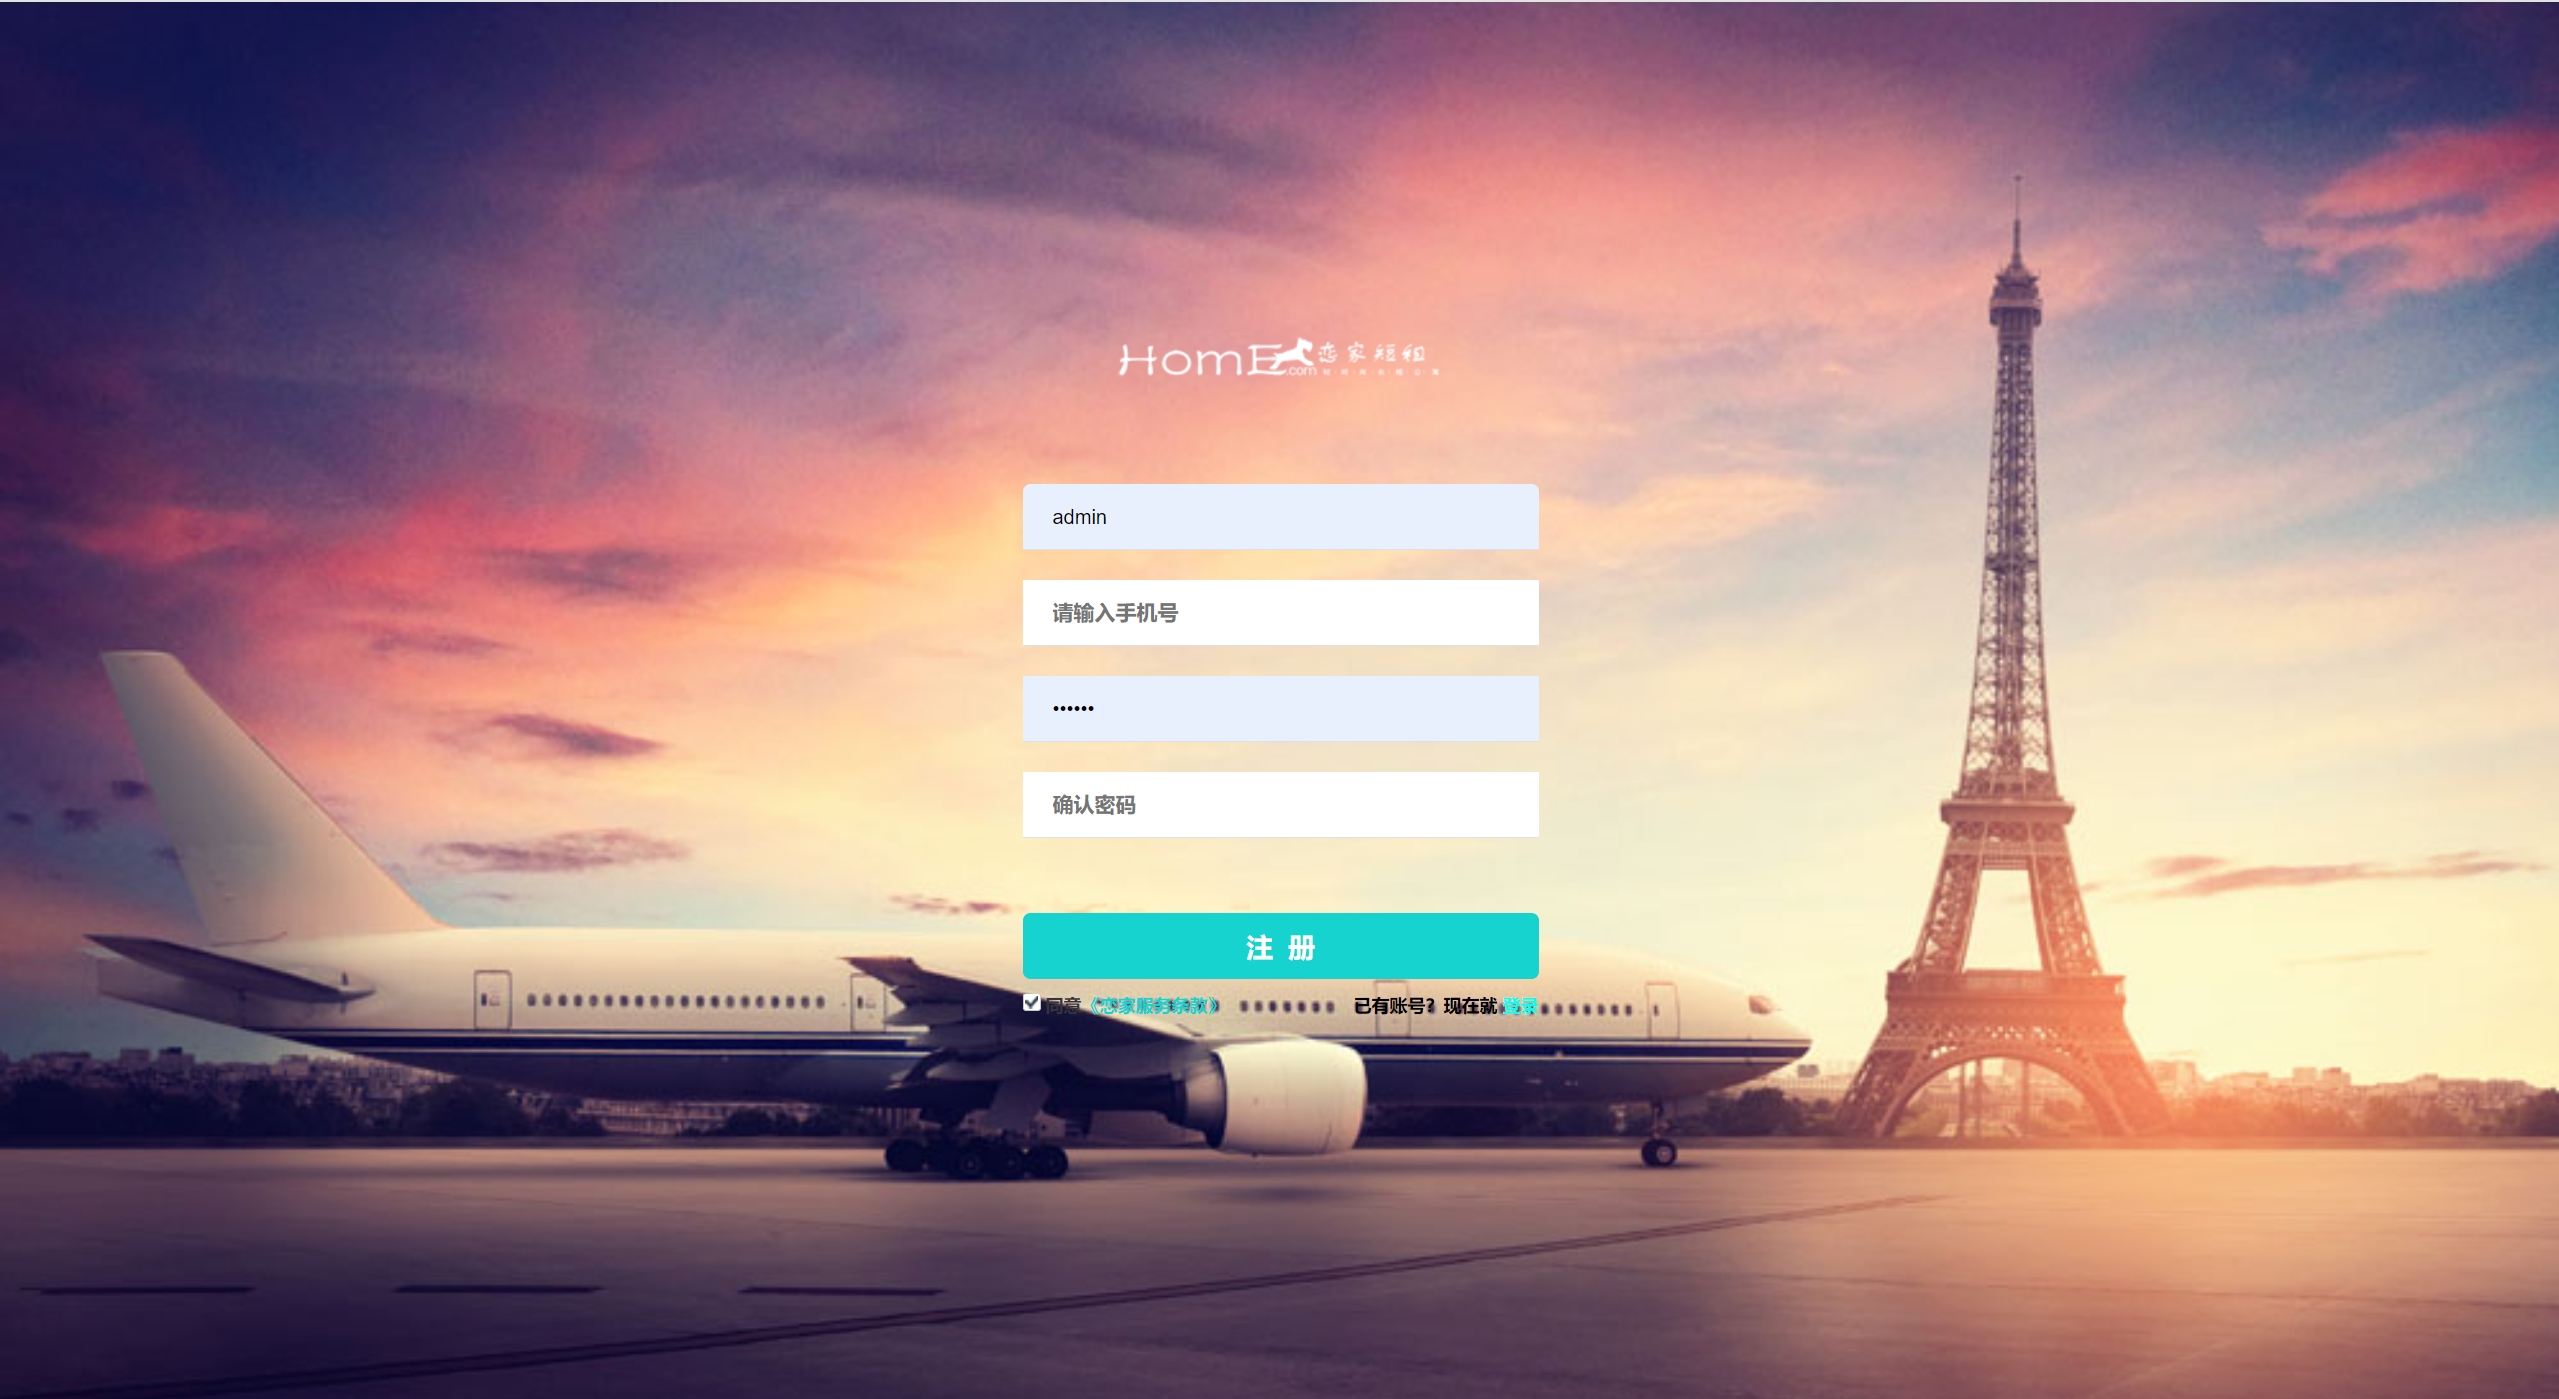 HomE.com 恋家短租
admin
请输入手机号
••••••
确认密码
注 册
同意《恋家服务条款》 已有账号？现在就 登录